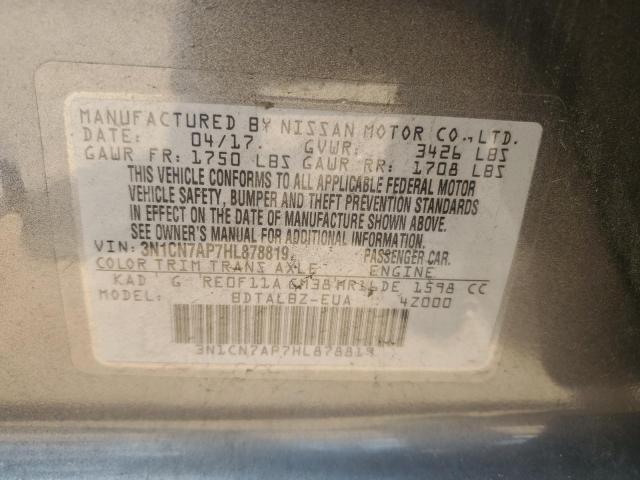 MANUFACTURED BY NISSAN MOTOR CO.,LTD.
DATE: 04/17. GVWR: 3426 LBS
GAWR FR: 1750 LBS GAWR RR: 1708 LBS
THIS VEHICLE CONFORMS TO ALL APPLICABLE FEDERAL MOTOR
VEHICLE SAFETY, BUMPER AND THEFT PREVENTION STANDARDS
IN EFFECT ON THE DATE OF MANUFACTURE SHOWN ABOVE.
SEE OWNER'S MANUAL FOR ADDITIONAL INFORMATION.
VIN: 3N1CN7AP7HL878819. PASSENGER CAR.
COLOR TRIM TRANS AXLE ENGINE
KAD G RE0F11A GM38 MR16DE 1598 CC
MODEL: BDTALBZ-EUA 4Z000
3N1CN7AP7HL878819